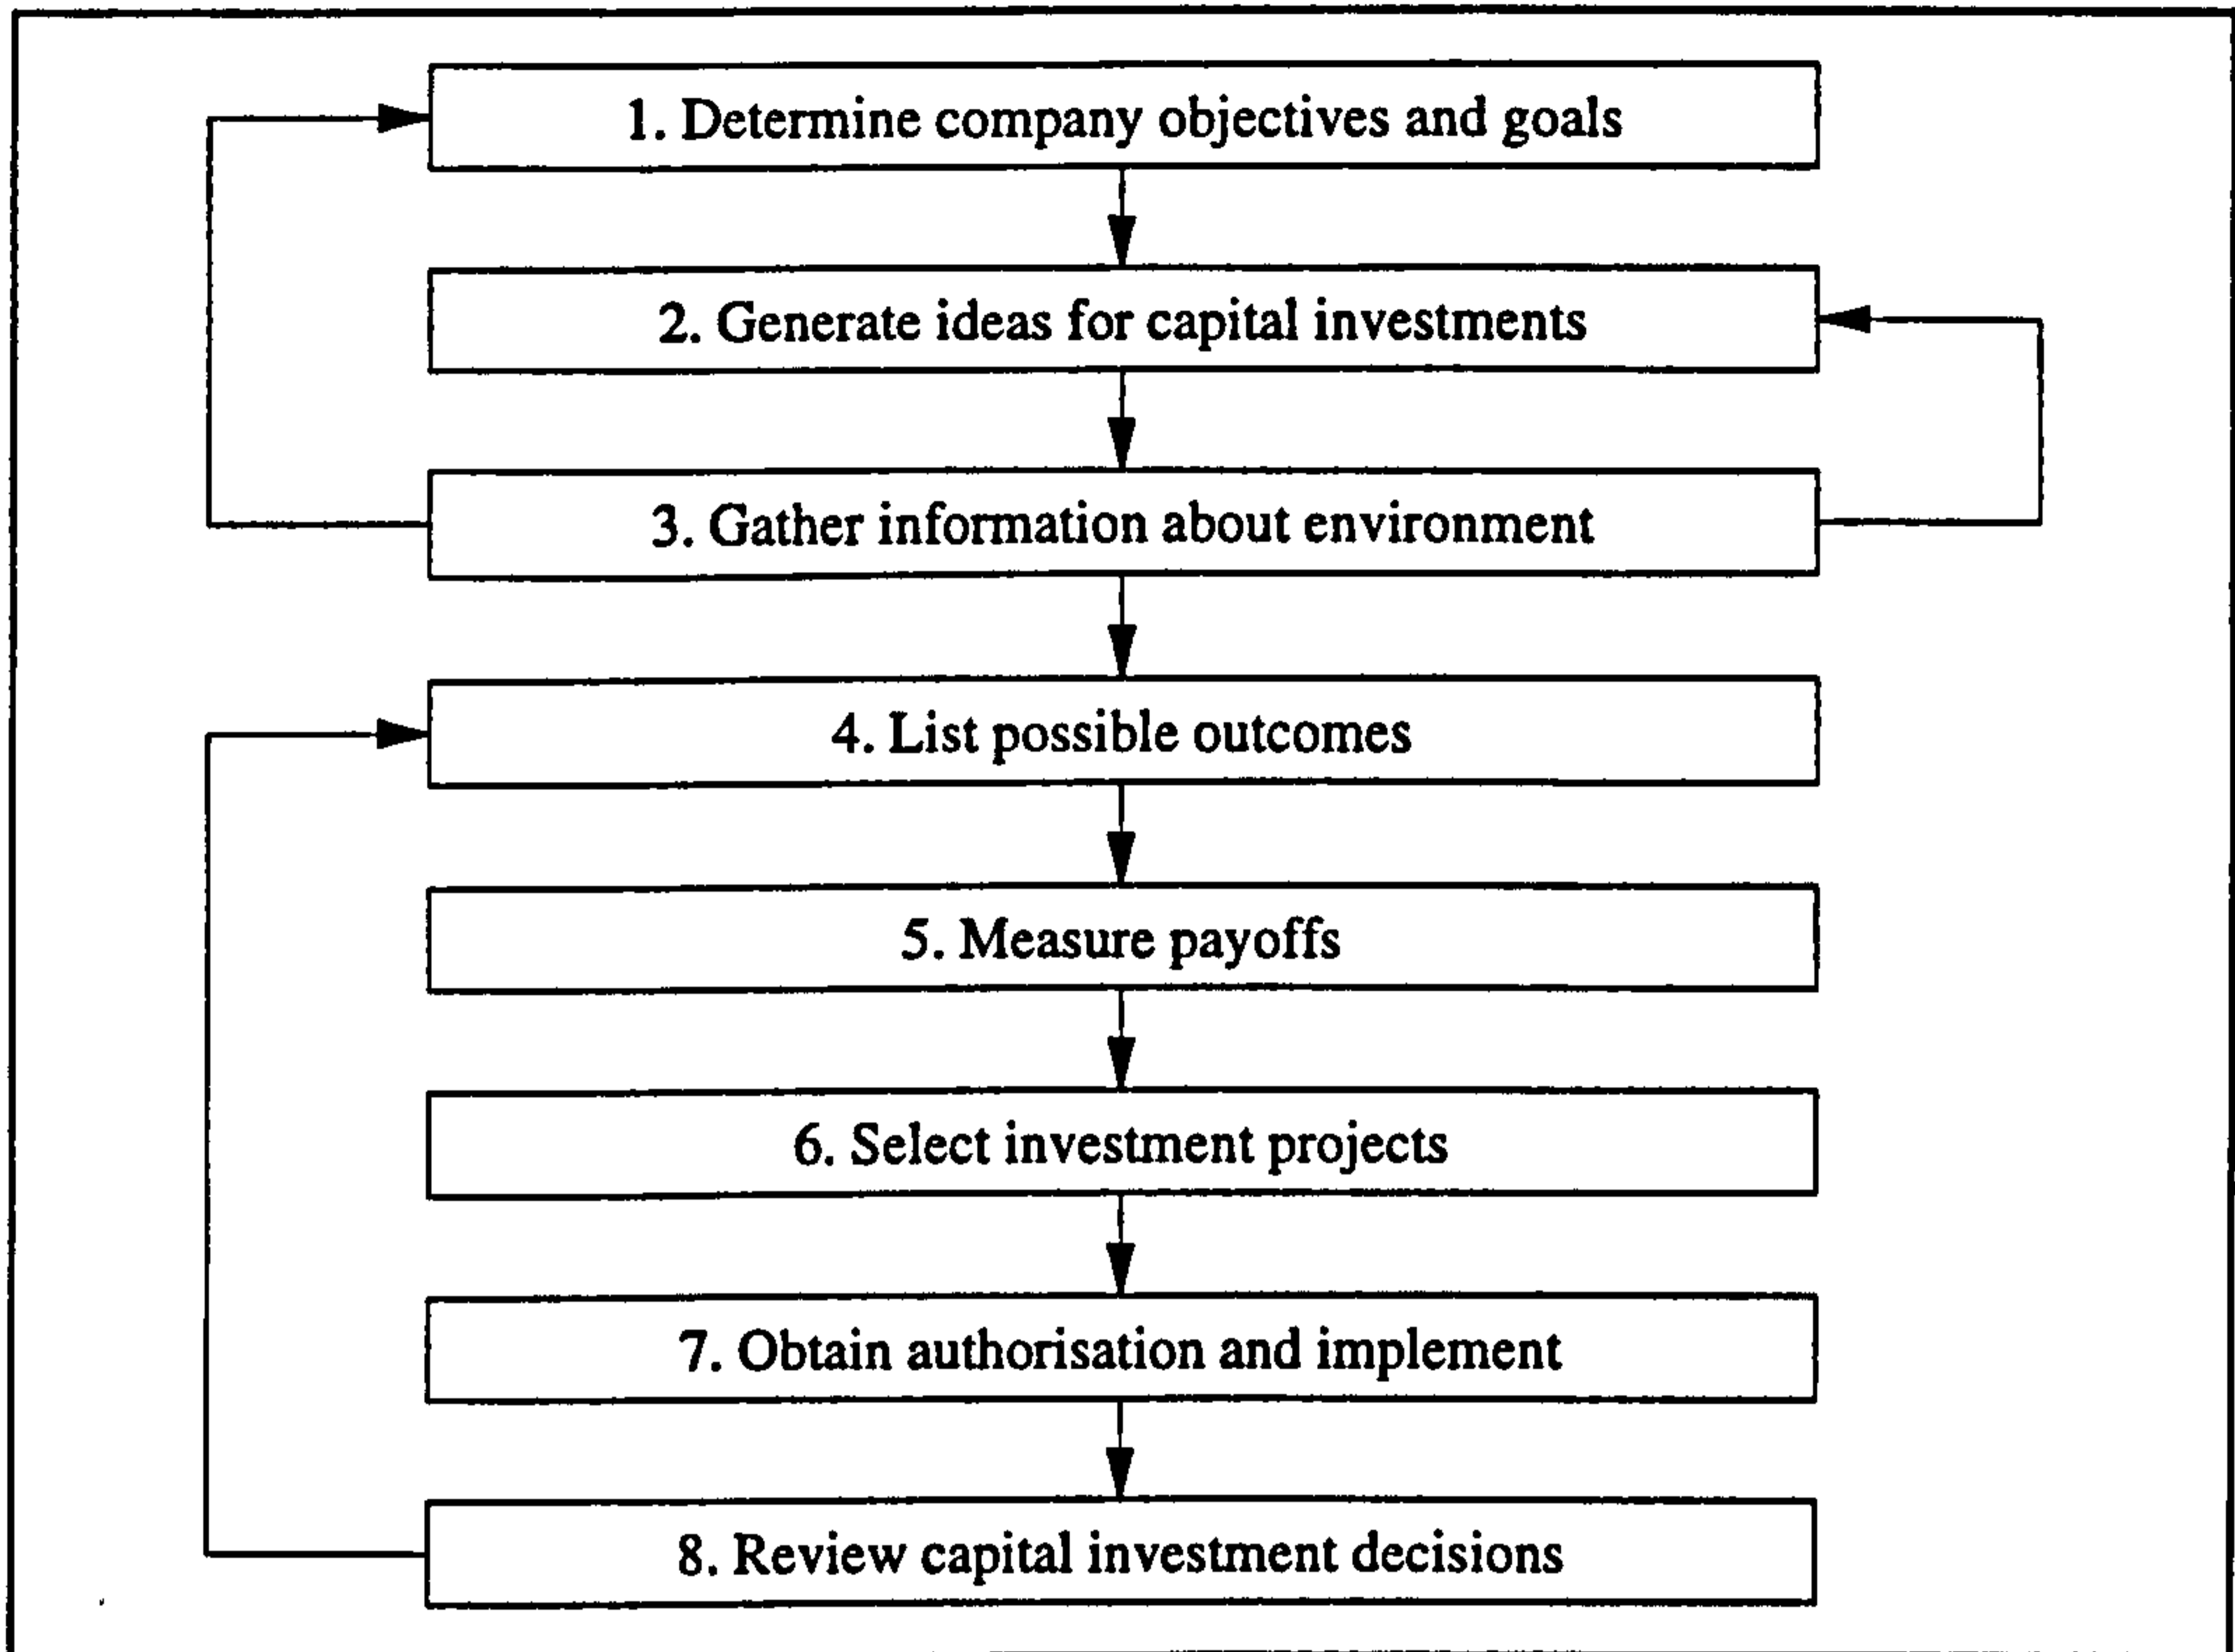 1. Determine company objectives and goals
2. Generate ideas for capital investments
3. Gather information about environment
4. List possible outcomes
5. Measure payoffs
6. Select investment projects
7. Obtain authorisation and implement
8. Review capital investment decisions